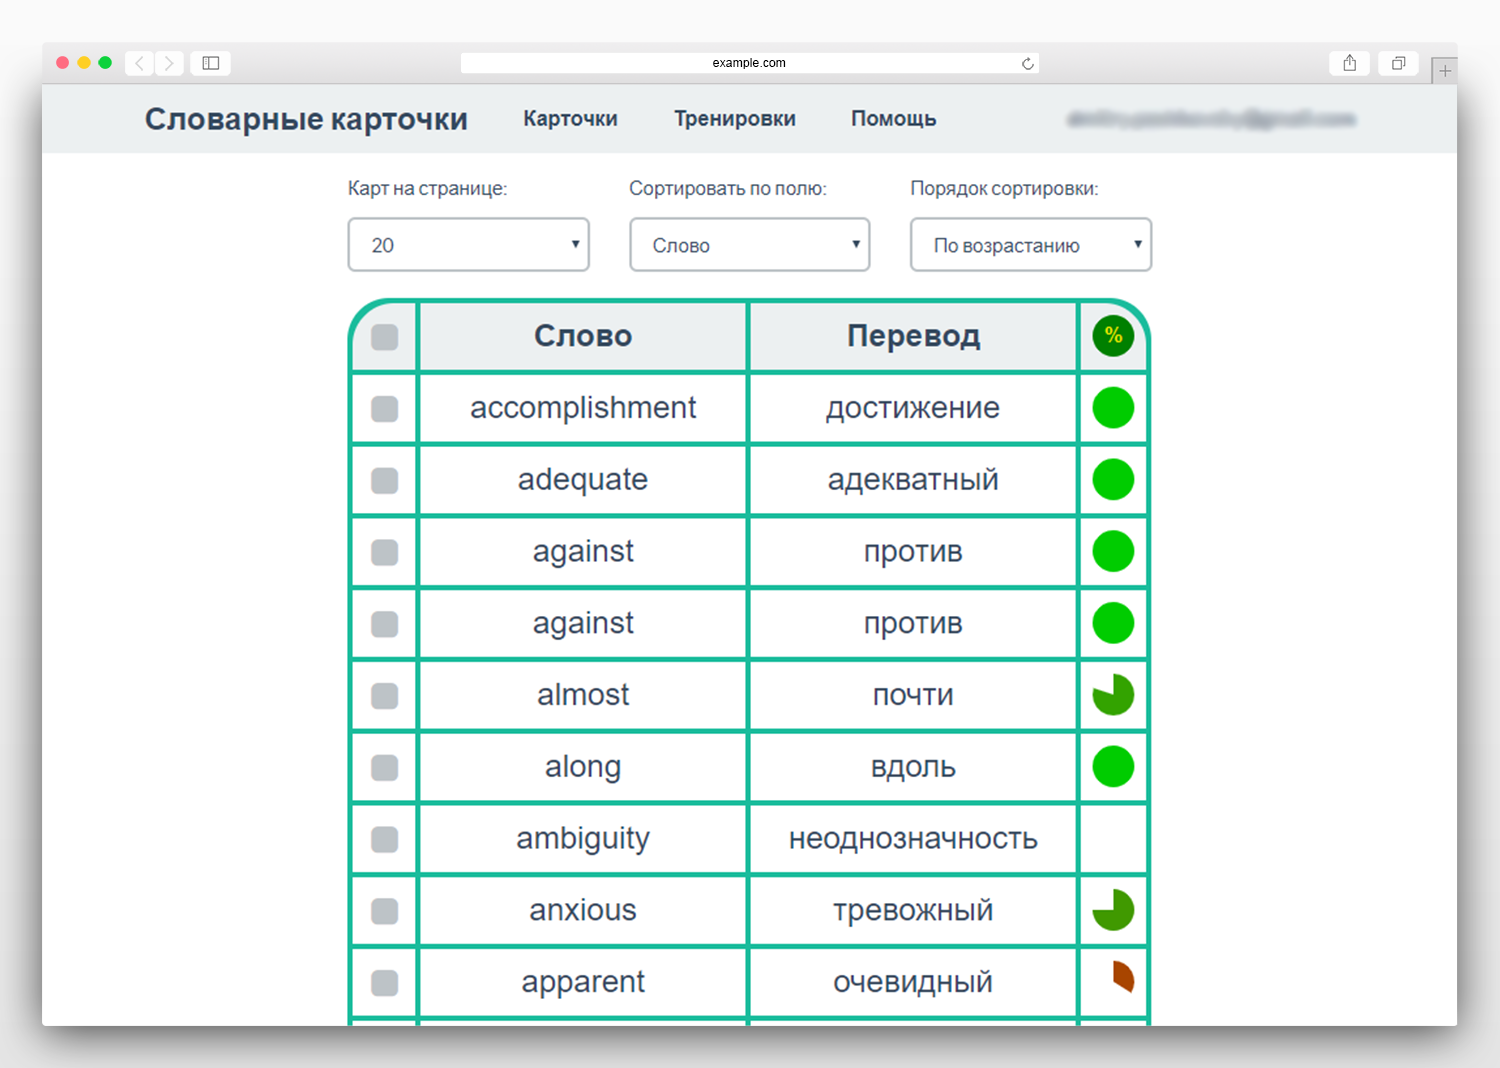 example.com
Словарные карточки Карточки Тренировки Помощь
Карт на странице: Сортировать по полю: Порядок сортировки:
20 Слово По возрастанию
Слово Перевод %
accomplishment достижение
adequate адекватный
against против
against против
almost почти
along вдоль
ambiguity неоднозначность
anxious тревожный
apparent очевидный